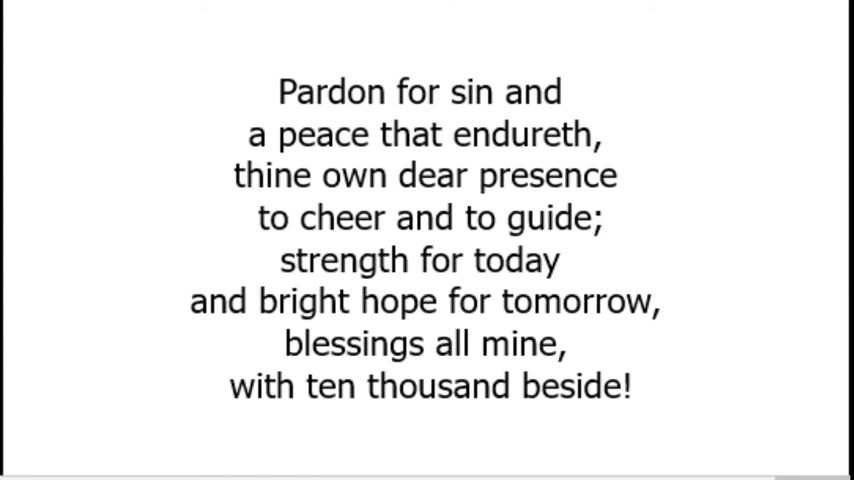 Pardon for sin and
a peace that endureth,
thine own dear presence
to cheer and to guide;
strength for today
and bright hope for tomorrow,
blessings all mine,
with ten thousand beside!